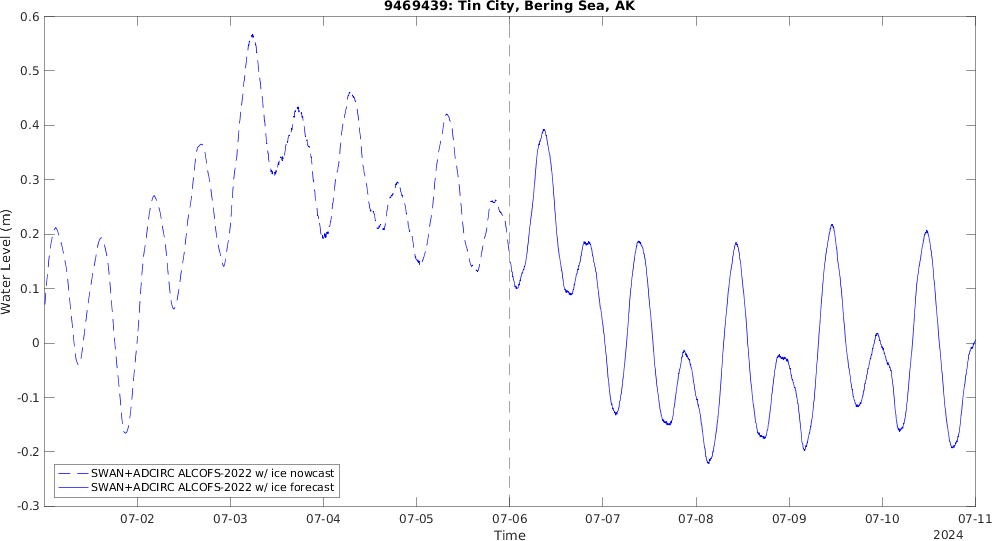 9469439: Tin City, Bering Sea, AK
0.6
0.5
0.4
0.3
0.2
0.1
0
-0.1
-0.2
-0.3
Water Level (m)
SWAN+ADCIRC ALCOFS-2022 w/ ice nowcast
SWAN+ADCIRC ALCOFS-2022 w/ ice forecast
07-02 07-03 07-04 07-05 07-06 07-07 07-08 07-09 07-10 07-11
Time
2024